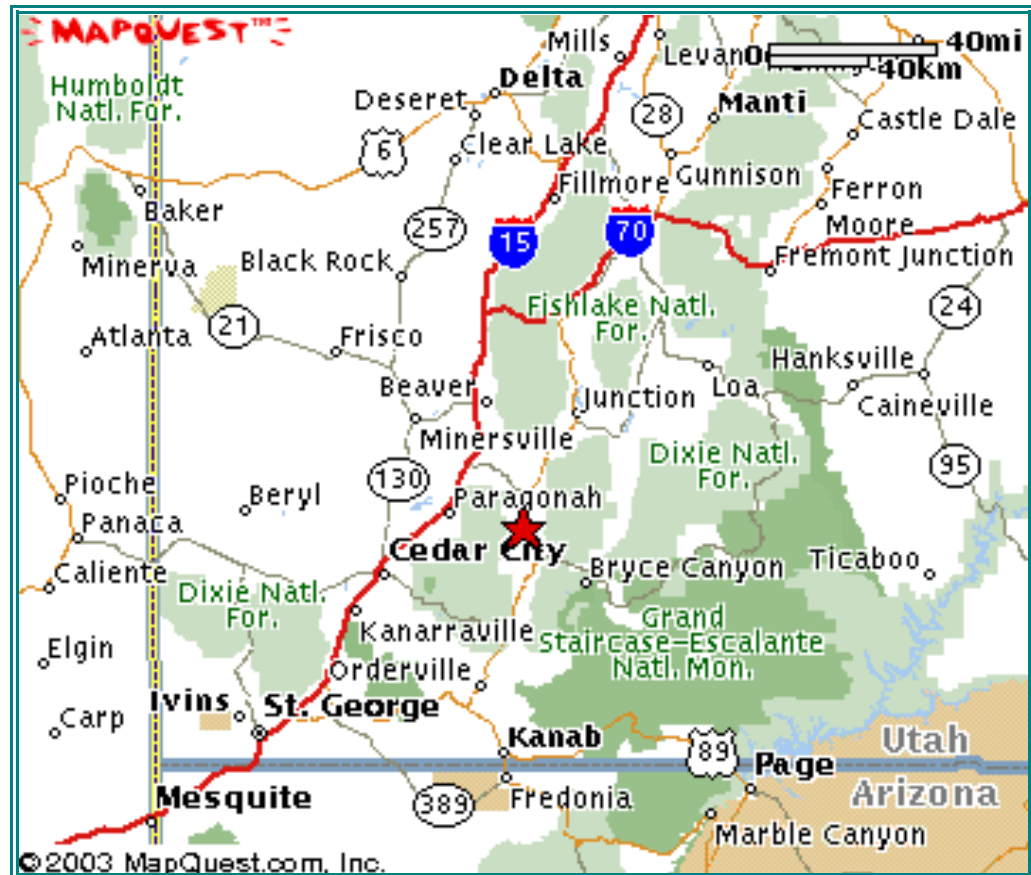 MAPQUEST™
Mills
Levan
40mi
40km
Humboldt
Natl. For.
Delta
Deseret
28
Manti
6
Castle Dale
Clear Lake
Fillmore
Gunnison
Ferron
Baker
257
15
70
Moore
Minerva
Black Rock
Fremont Junction
Fishlake Natl.
For.
24
21
Atlanta
Frisco
Hanksville
Beaver
Junction
Loa
Caineville
Minersville
Dixie Natl.
For.
95
130
Pioche
Beryl
Paragonah
Panaca
Cedar City
Caliente
Bryce Canyon
Ticaboo
Dixie Natl.
For.
Grand
Staircase-Escalante
Natl. Mon.
Kanarraville
Elgin
Orderville
Ivins
St. George
Carp
Kanab
89
Utah
Page
Mesquite
389
Fredonia
Arizona
Marble Canyon
©2003 MapQuest.com, Inc.